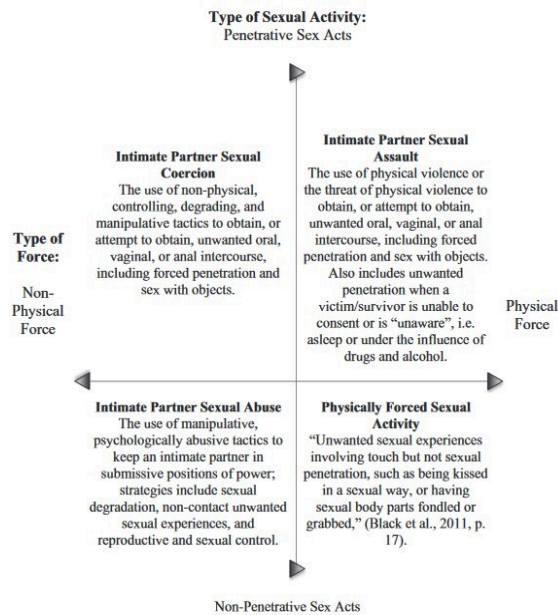 Type of Sexual Activity:
Penetrative Sex Acts
Intimate Partner Sexual
Coercion
The use of non-physical,
controlling, degrading, and
manipulative tactics to obtain, or
attempt to obtain, unwanted oral,
vaginal, or anal intercourse,
including forced penetration and
sex with objects.
Intimate Partner Sexual
Assault
The use of physical violence or
the threat of physical violence to
obtain, or attempt to obtain,
unwanted oral, vaginal, or anal
intercourse, including forced
penetration and sex with objects.
Also includes unwanted
penetration when a
victim/survivor is unable to
consent or is “unaware”, i.e.
asleep or under the influence of
drugs and alcohol.
Type of
Force:
Non-
Physical
Force
Physical
Force
Intimate Partner Sexual Abuse
The use of manipulative,
psychologically abusive tactics to
keep an intimate partner in
submissive positions of power;
strategies include sexual
degradation, non-contact unwanted
sexual experiences, and
reproductive and sexual control.
Physically Forced Sexual
Activity
“Unwanted sexual experiences
involving touch but not sexual
penetration, such as being kissed
in a sexual way, or having
sexual body parts fondled or
grabbed,” (Black et al., 2011, p.
17).
Non-Penetrative Sex Acts